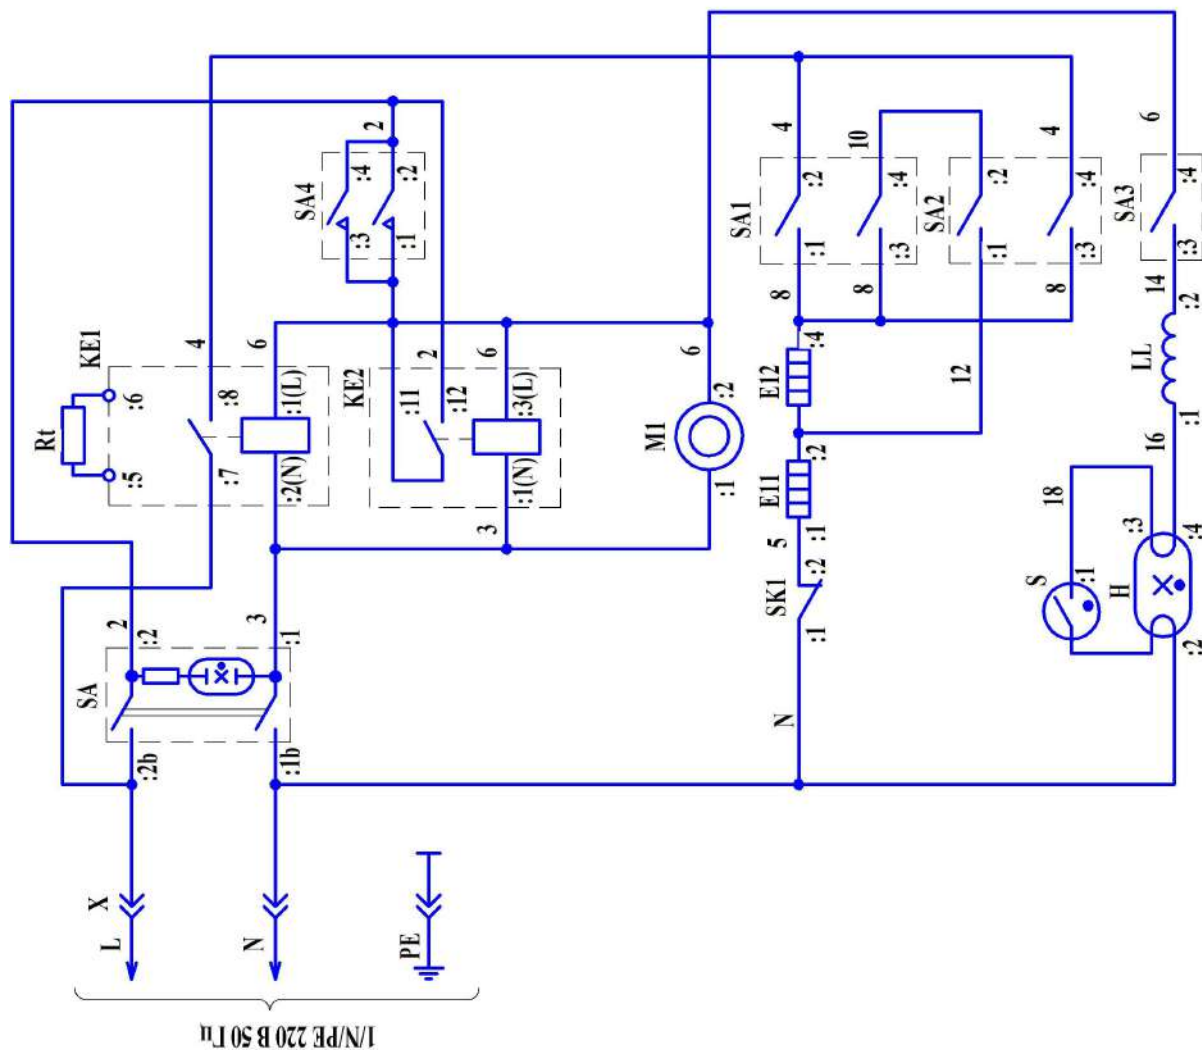 1/N/PE 220 В 50 Гц
L
X
N
PE
SA
:2b
:2
2
:1b
:1
3
Rt
KE1
:5
:6
:7
:8
4
:2(N)
:1(L)
6
KE2
:11
:12
2
:1(N)
:3(L)
3
6
SA4
:3
:4
:1
:2
2
M1
:1
:2
6
N
SK1
:1
:2
5
E11
:1
:2
E12
:4
12
SA1
8
:1
:2
4
8
:3
:4
10
SA2
:1
:2
8
:3
:4
4
SA3
14
:3
:4
6
S
:1
18
H
:2
:3
:4
16
LL
:1
:2